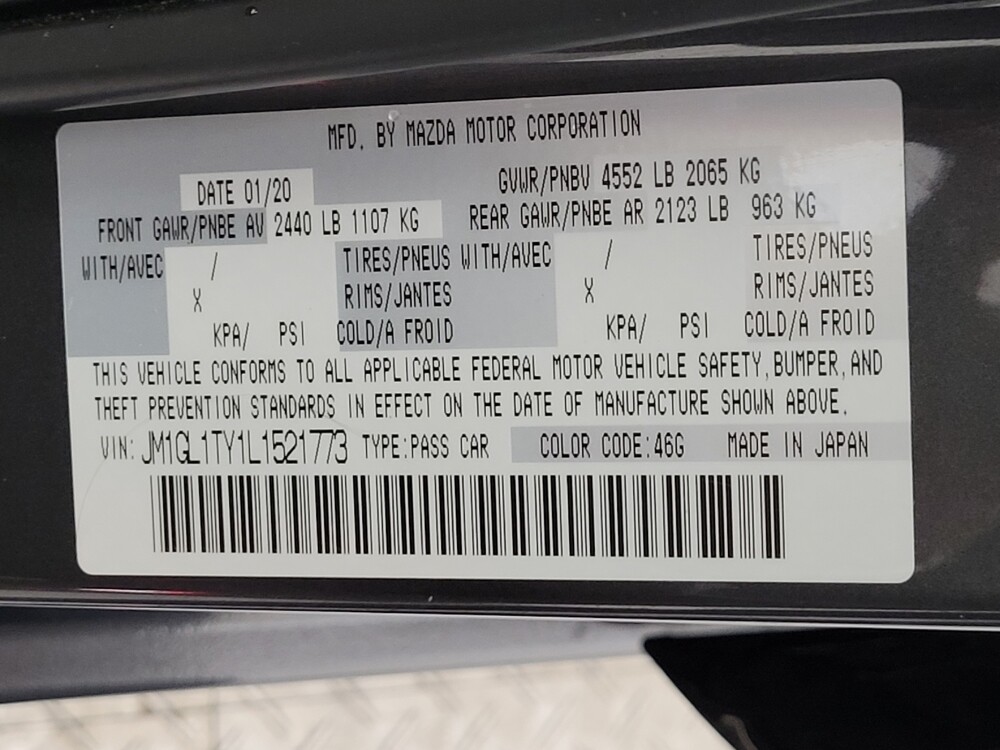 MFD. BY MAZDA MOTOR CORPORATION
DATE 01/20 GVWR/PNBV 4552 LB 2065 KG
FRONT GAWR/PNBE AV 2440 LB 1107 KG REAR GAWR/PNBE AR 2123 LB 963 KG
WITH/AVEC / TIRES/PNEUS WITH/AVEC / TIRES/PNEUS
X RIMS/JANTES X RIMS/JANTES
KPA/ PSI COLD/A FROID KPA/ PSI COLD/A FROID
THIS VEHICLE CONFORMS TO ALL APPLICABLE FEDERAL MOTOR VEHICLE SAFETY, BUMPER, AND
THEFT PREVENTION STANDARDS IN EFFECT ON THE DATE OF MANUFACTURE SHOWN ABOVE.
VIN: JM1GL1TY1L1521773 TYPE:PASS CAR COLOR CODE:46G MADE IN JAPAN